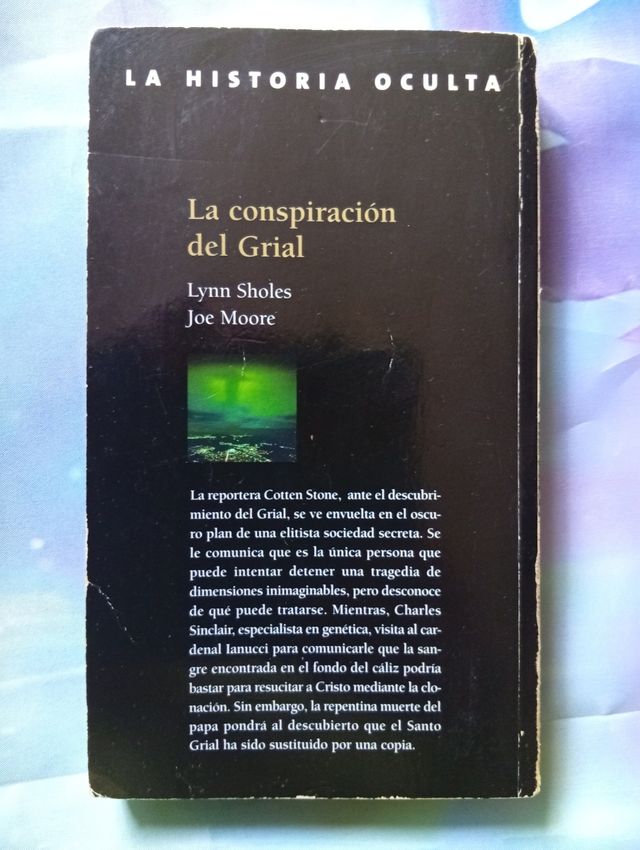 LA HISTORIA OCULTA
La conspiración
del Grial
Lynn Sholes
Joe Moore
La reportera Cotten Stone, ante el descubri-
miento del Grial, se ve envuelta en el oscu-
ro plan de una elitista sociedad secreta. Se
le comunica que es la única persona que
puede intentar detener una tragedia de
dimensiones inimaginables, pero desconoce
de qué puede tratarse. Mientras, Charles
Sinclair, especialista en genética, visita al car-
denal Ianucci para comunicarle que la san-
gre encontrada en el fondo del cáliz podría
bastar para resucitar a Cristo mediante la clo-
nación. Sin embargo, la repentina muerte del
papa pondrá al descubierto que el Santo
Grial ha sido sustituido por una copia.